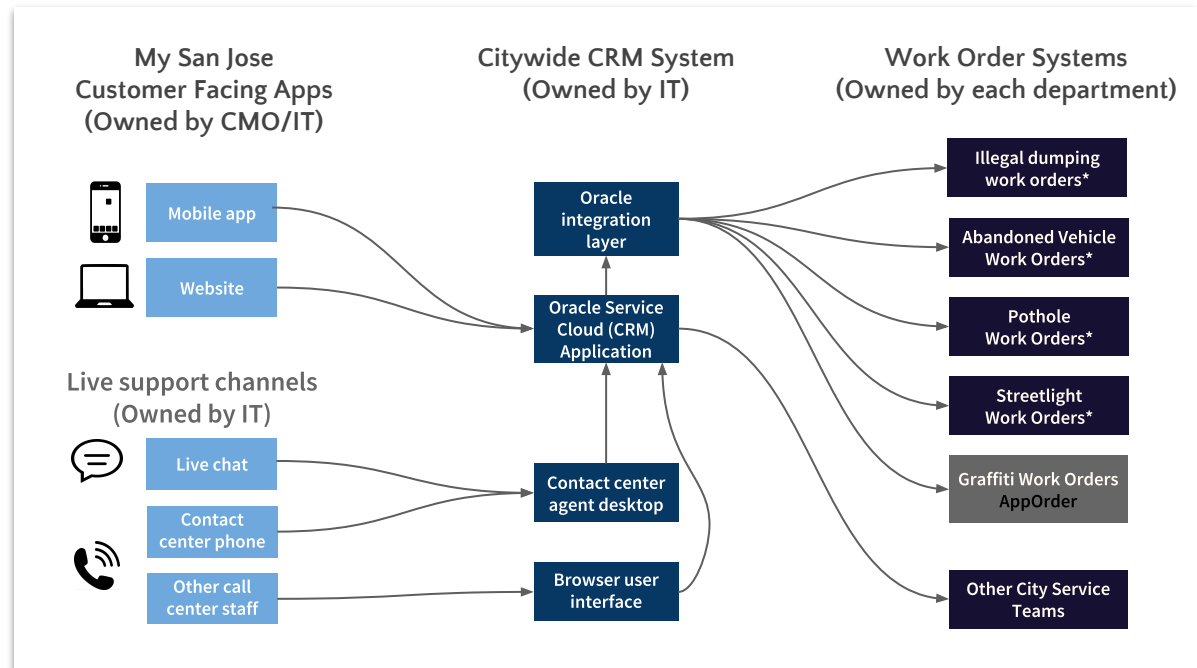 My San Jose
Customer Facing Apps
(Owned by CMO/IT)
Mobile app
Website
Live support channels
(Owned by IT)
Live chat
Contact
center phone
Other call
center staff
Citywide CRM System
(Owned by IT)
Oracle
integration
layer
Oracle Service
Cloud (CRM)
Application
Contact center
agent desktop
Browser user
interface
Work Order Systems
(Owned by each department)
Illegal dumping
work orders*
Abandoned Vehicle
Work Orders*
Pothole
Work Orders*
Streetlight
Work Orders*
Graffiti Work Orders
AppOrder
Other City Service
Teams